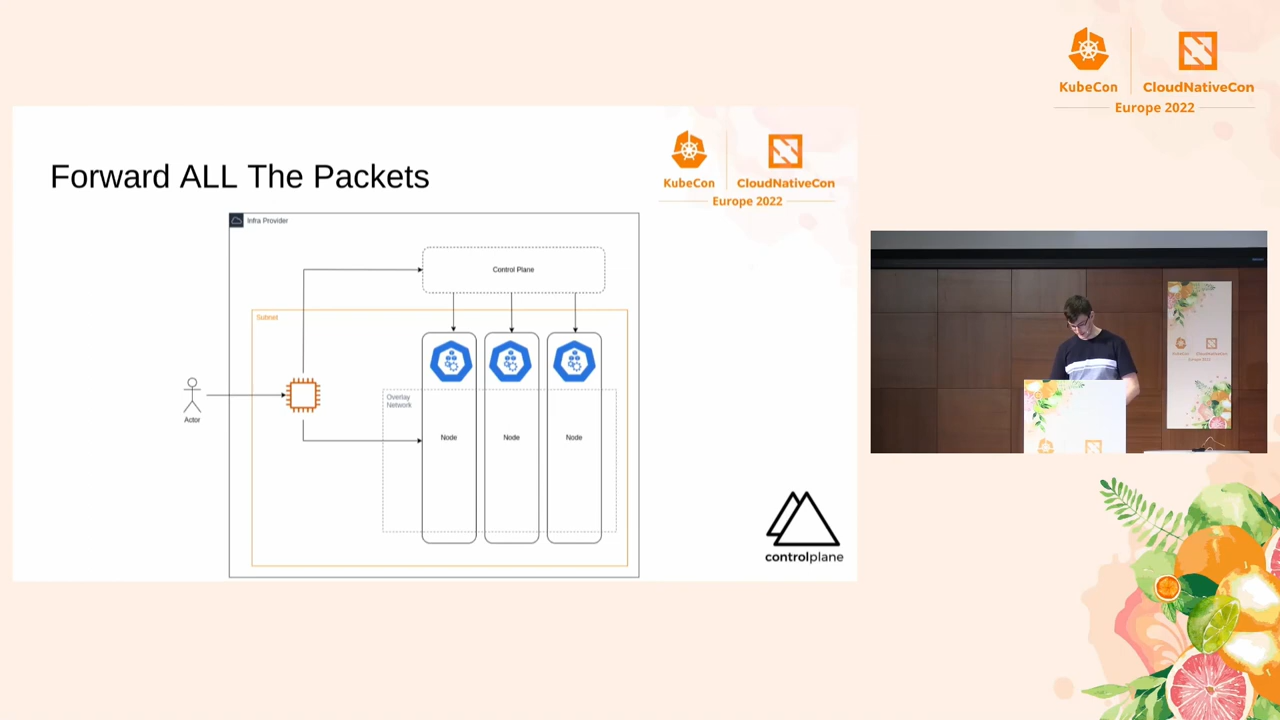 KubeCon
CloudNativeCon
Europe 2022
Forward ALL The Packets
KubeCon
CloudNativeCon
Europe 2022
Infra Provider
Control Plane
Subnet
Actor
Overlay
Network
Node
Node
Node
controlplane